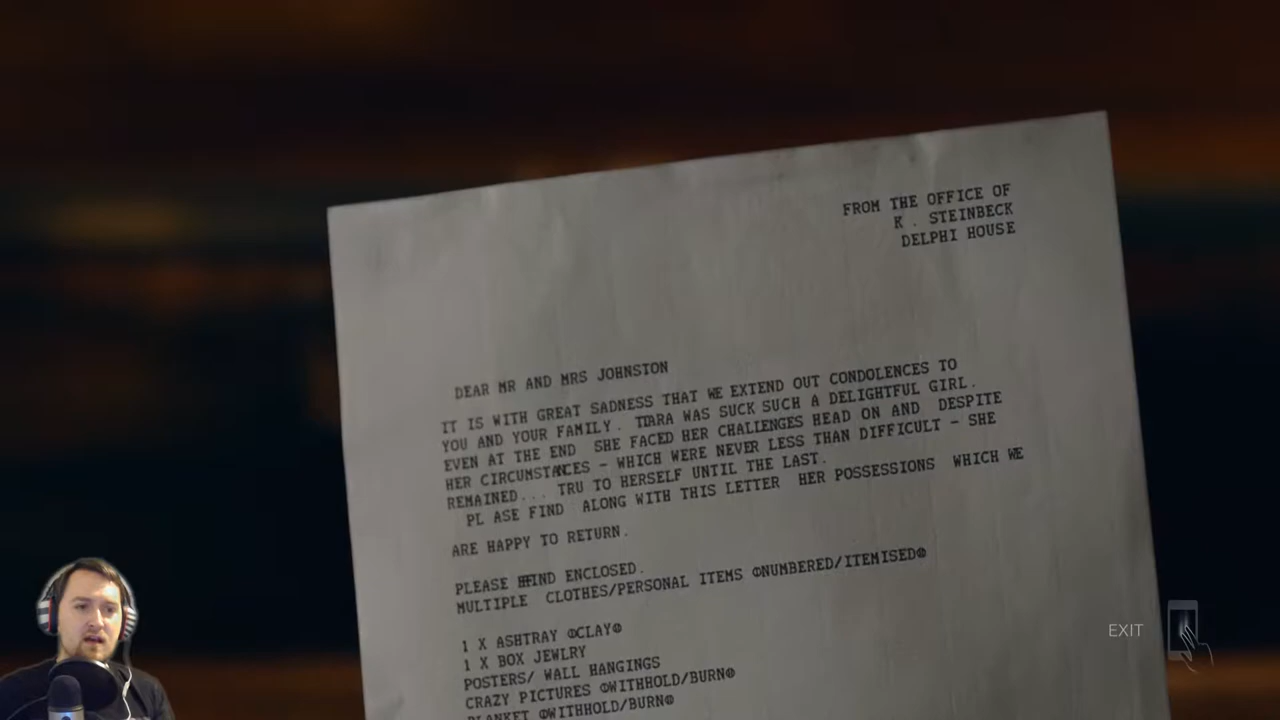 FROM THE OFFICE OF
K . STEINBECK
DELPHI HOUSE
DEAR MR AND MRS JOHNSTON
IT IS WITH GREAT SADNESS THAT WE EXTEND OUT CONDOLENCES TO
YOU AND YOUR FAMILY . TIARA WAS SUCK SUCH A DELIGHTFUL GIRL.
EVEN AT THE END SHE FACED HER CHALLENGES HEAD ON AND DESPITE
HER CIRCUMSTANCES - WHICH WERE NEVER LESS THAN DIFFICULT - SHE
REMAINED... TRU TO HERSELF UNTIL THE LAST.
PL ASE FIND ALONG WITH THIS LETTER HER POSSESSIONS WHICH WE
ARE HAPPY TO RETURN.
PLEASE FIND ENCLOSED.
MULTIPLE CLOTHES/PERSONAL ITEMS ⌽NUMBERED/ITEMISED⌽
1 X ASHTRAY ⌽CLAY⌽
1 X BOX JEWLRY
POSTERS/ WALL HANGINGS
CRAZY PICTURES ⌽WITHHOLD/BURN⌽
BLANKET ⌽WITHHOLD/BURN⌽
EXIT